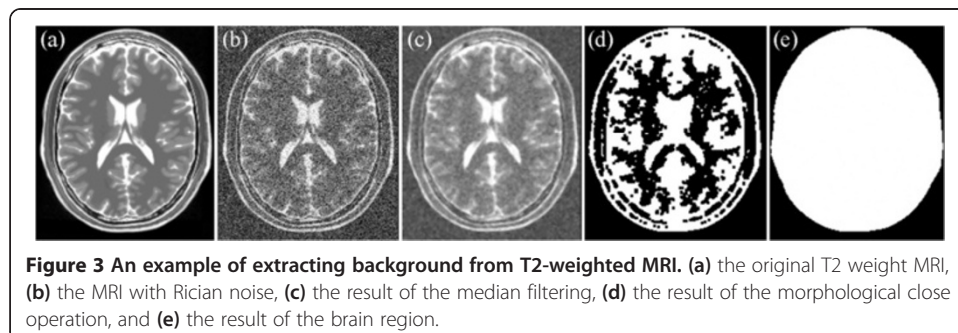 (a) (b) (c) (d) (e)
Figure 3 An example of extracting background from T2-weighted MRI. (a) the original T2 weight MRI,
(b) the MRI with Rician noise, (c) the result of the median filtering, (d) the result of the morphological close
operation, and (e) the result of the brain region.